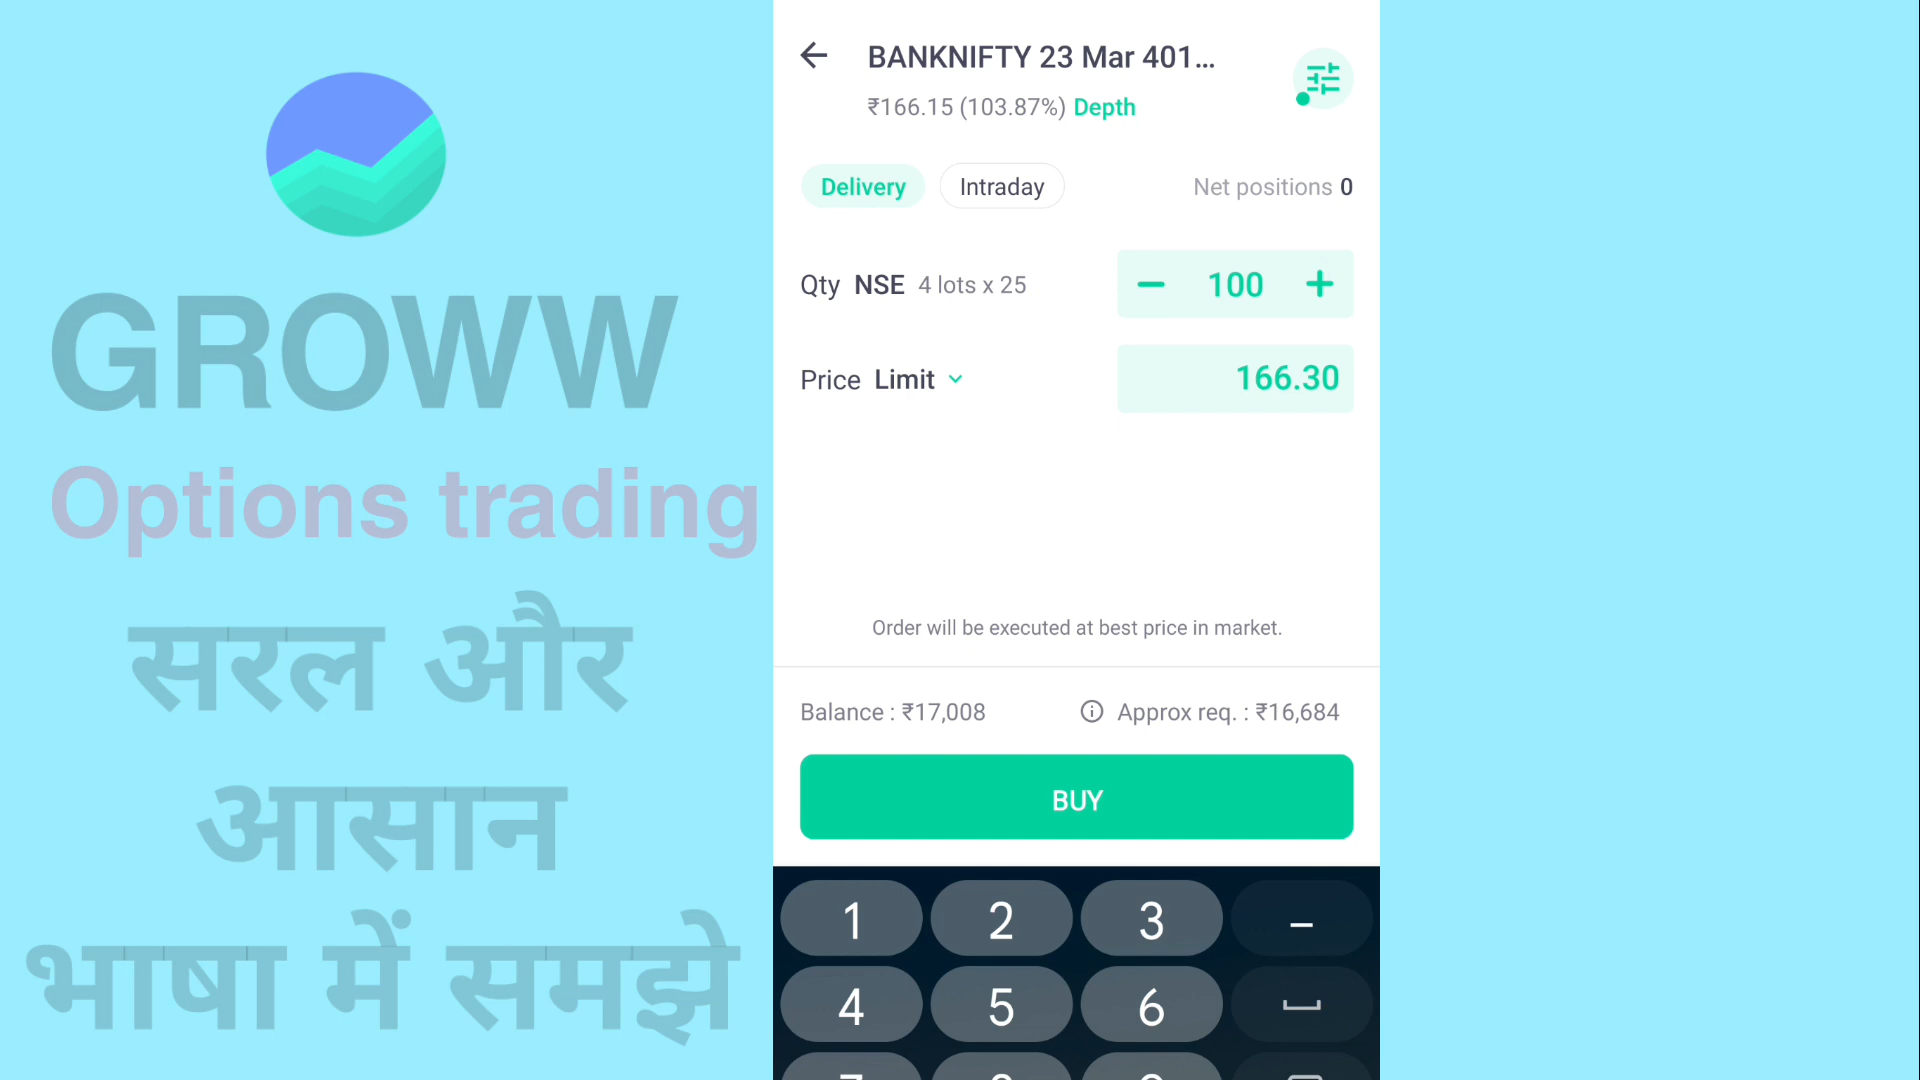 GROWW
Options trading
सरल और
आसान
भाषा में समझे
BANKNIFTY 23 Mar 401...
₹166.15 (103.87%) Depth
Delivery Intraday Net positions 0
Qty NSE 4 lots x 25 − 100 +
Price Limit 166.30
Order will be executed at best price in market.
Balance : ₹17,008 Approx req. : ₹16,684
BUY
1 2 3 –
4 5 6